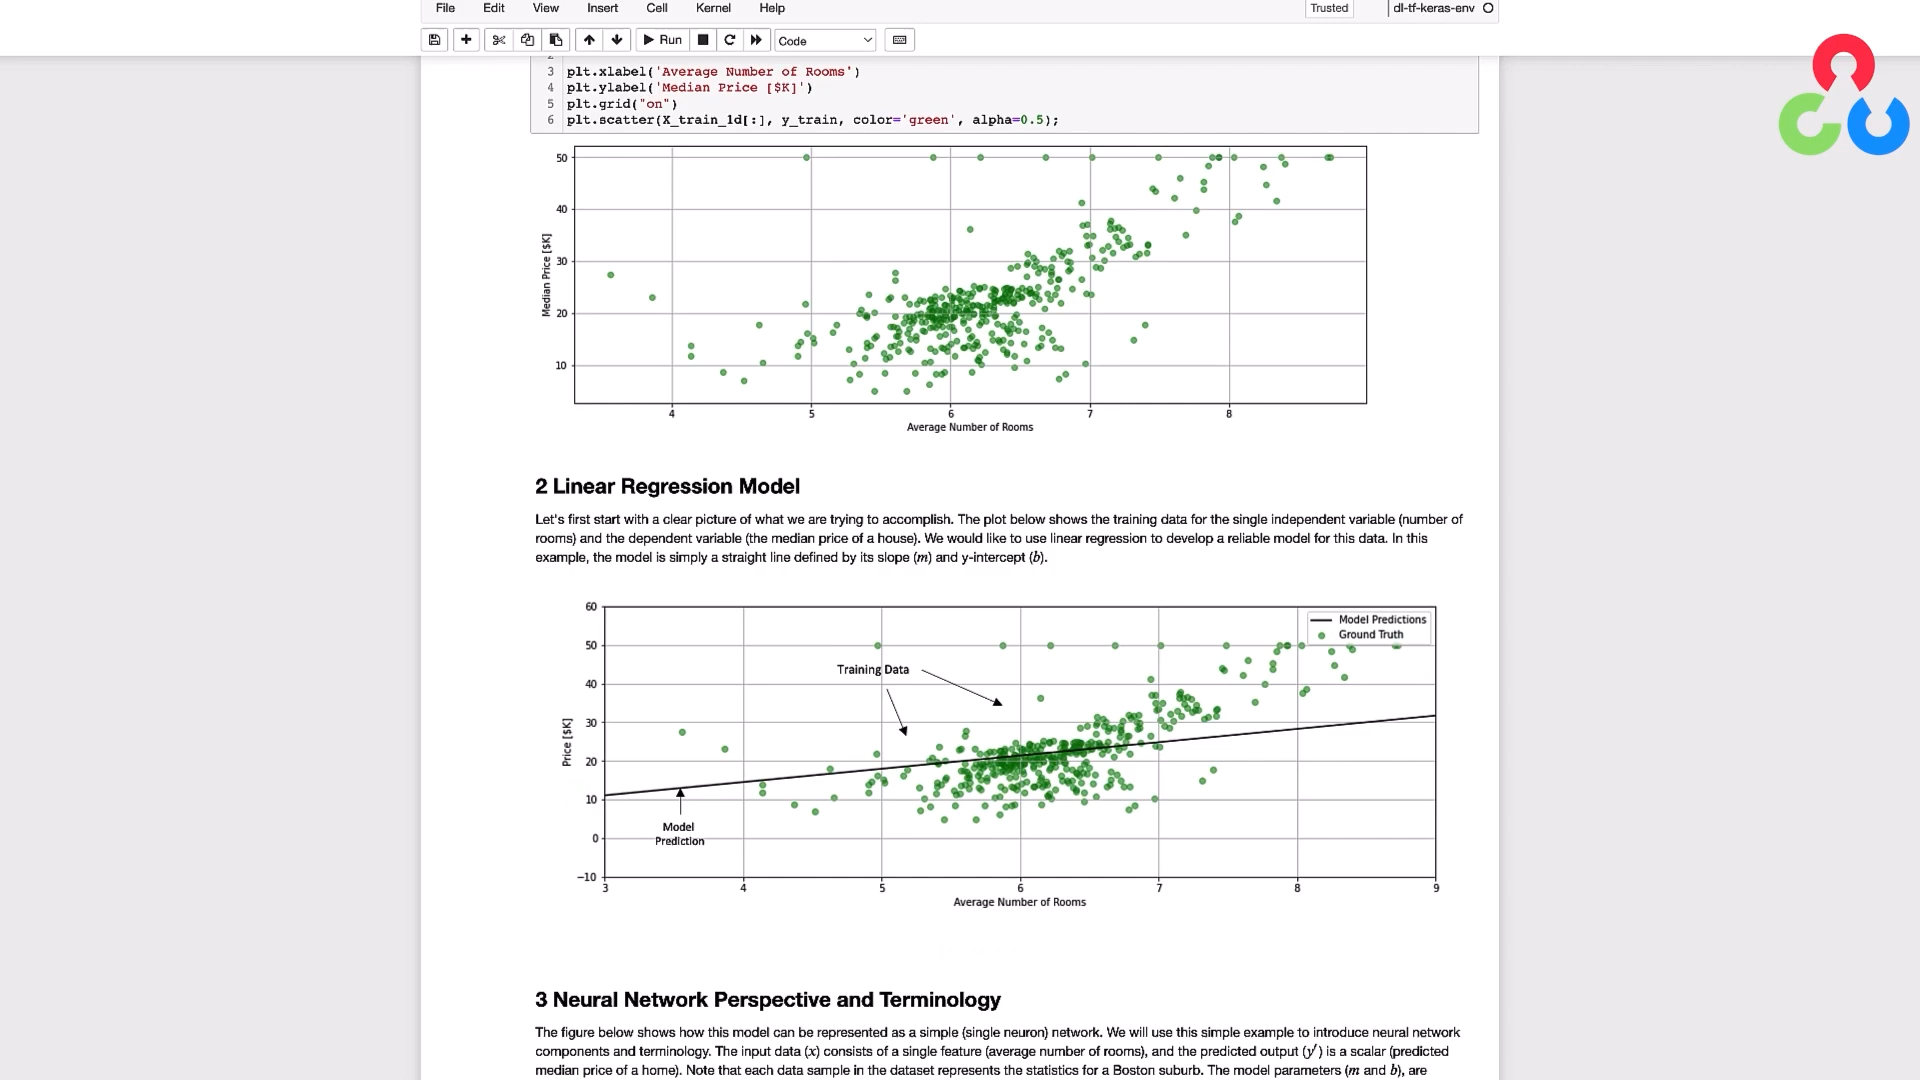 File Edit View Insert Cell Kernel Help Trusted dl-tf-keras-env
Run Code
3 plt.xlabel('Average Number of Rooms')
4 plt.ylabel('Median Price [$K]')
5 plt.grid("on")
6 plt.scatter(X_train_1d[:], y_train, color='green', alpha=0.5);
50
40
30
20
10
Median Price [$K]
4 5 6 7 8
Average Number of Rooms
2 Linear Regression Model
Let's first start with a clear picture of what we are trying to accomplish. The plot below shows the training data for the single independent variable (number of
rooms) and the dependent variable (the median price of a house). We would like to use linear regression to develop a reliable model for this data. In this
example, the model is simply a straight line defined by its slope (m) and y-intercept (b).
60
50
40
30
20
10
0
−10
Price [$K]
Model Predictions
Ground Truth
Training Data
Model
Prediction
3 4 5 6 7 8 9
Average Number of Rooms
3 Neural Network Perspective and Terminology
The figure below shows how this model can be represented as a simple (single neuron) network. We will use this simple example to introduce neural network
components and terminology. The input data (x) consists of a single feature (average number of rooms), and the predicted output (y′) is a scalar (predicted
median price of a home). Note that each data sample in the dataset represents the statistics for a Boston suburb. The model parameters (m and b), are